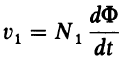 v₁ = N₁ dΦ/dt